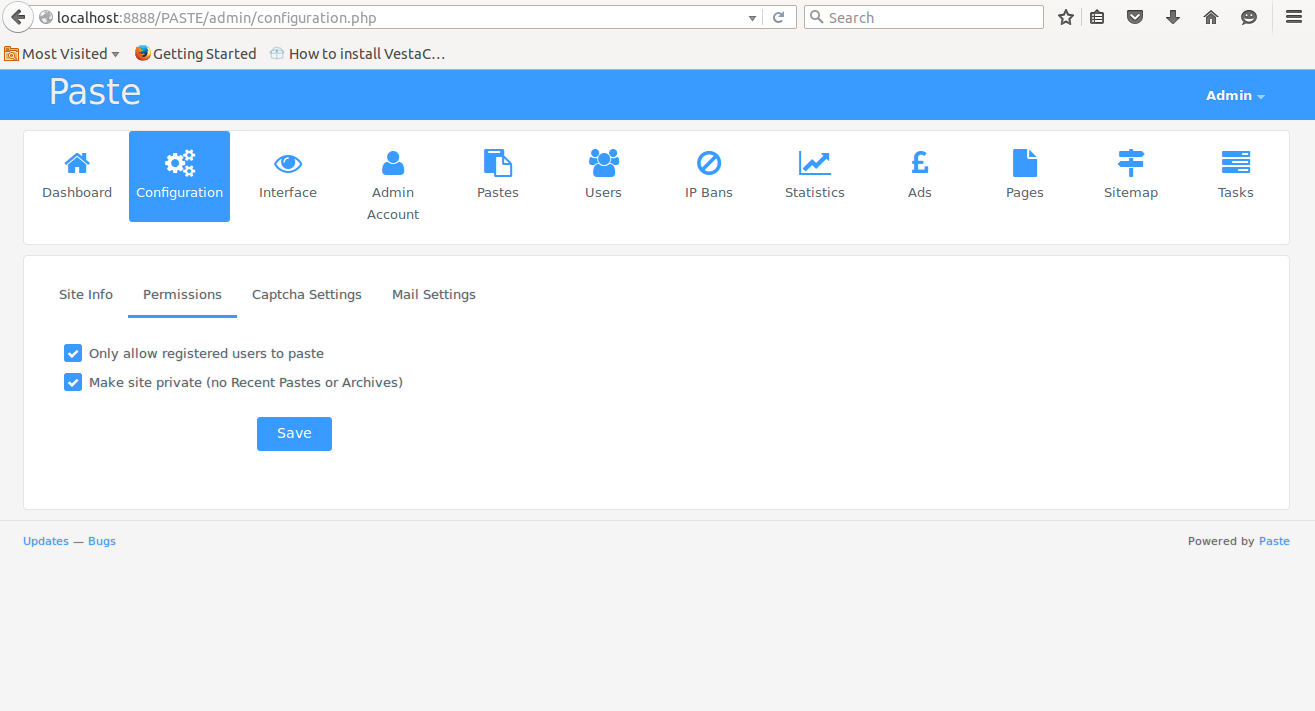 localhost:8888/PASTE/admin/configuration.php Search
Most Visited Getting Started How to install VestaC...
Paste Admin
Dashboard Configuration Interface Admin Account Pastes Users IP Bans Statistics Ads Pages Sitemap Tasks
Site Info Permissions Captcha Settings Mail Settings
Only allow registered users to paste
Make site private (no Recent Pastes or Archives)
Save
Updates — Bugs Powered by Paste